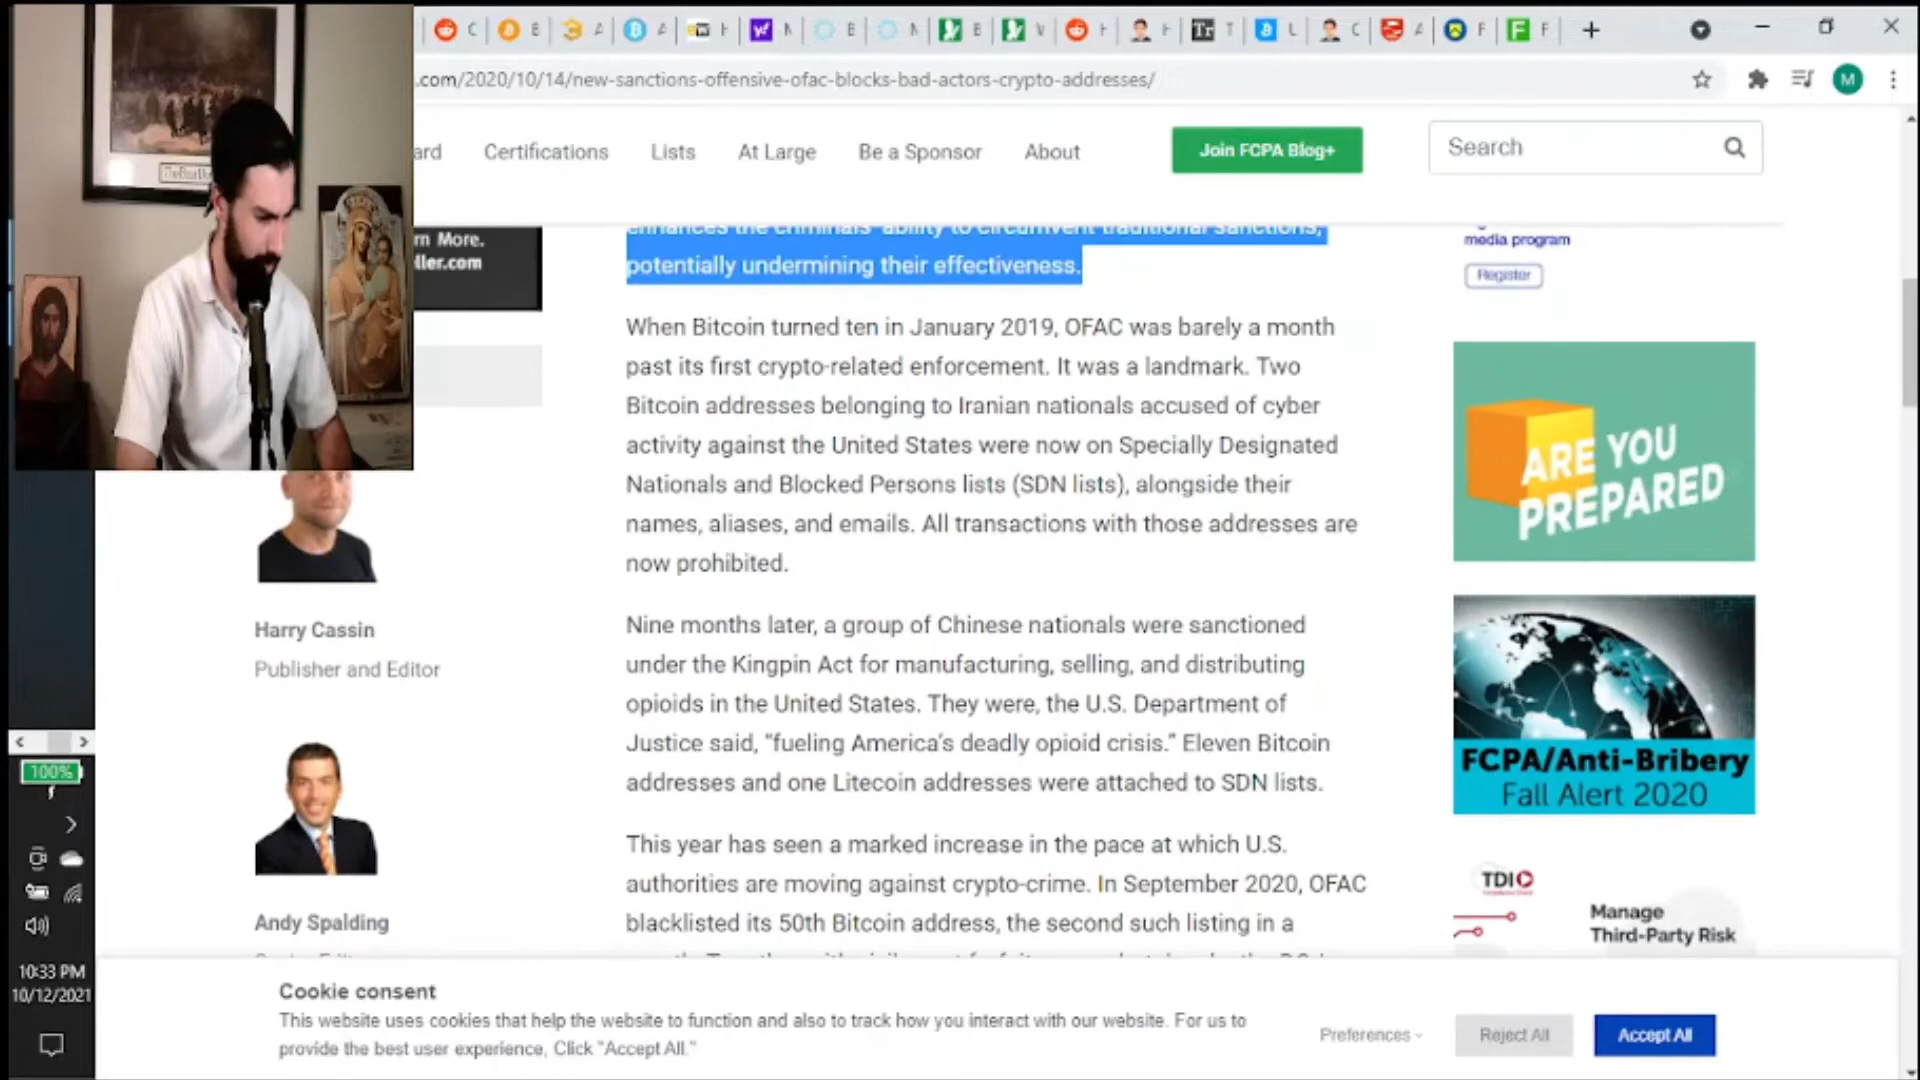 .com/2020/10/14/new-sanctions-offensive-ofac-blocks-bad-actors-crypto-addresses/
M
ard
Certifications
Lists
At Large
Be a Sponsor
About
Join FCPA Blog+
Search
rn More.
ller.com
enhances the criminals' ability to circumvent traditional sanctions,
potentially undermining their effectiveness.
When Bitcoin turned ten in January 2019, OFAC was barely a month
past its first crypto-related enforcement. It was a landmark. Two
Bitcoin addresses belonging to Iranian nationals accused of cyber
activity against the United States were now on Specially Designated
Nationals and Blocked Persons lists (SDN lists), alongside their
names, aliases, and emails. All transactions with those addresses are
now prohibited.
Nine months later, a group of Chinese nationals were sanctioned
under the Kingpin Act for manufacturing, selling, and distributing
opioids in the United States. They were, the U.S. Department of
Justice said, “fueling America’s deadly opioid crisis.” Eleven Bitcoin
addresses and one Litecoin addresses were attached to SDN lists.
This year has seen a marked increase in the pace at which U.S.
authorities are moving against crypto-crime. In September 2020, OFAC
blacklisted its 50th Bitcoin address, the second such listing in a
Harry Cassin
Publisher and Editor
Andy Spalding
media program
Register
ARE YOU
PREPARED
FCPA/Anti-Bribery
Fall Alert 2020
TDI
Manage
Third-Party Risk
100%
10:33 PM
10/12/2021
Cookie consent
This website uses cookies that help the website to function and also to track how you interact with our website. For us to
provide the best user experience, Click "Accept All."
Preferences
Reject All
Accept All